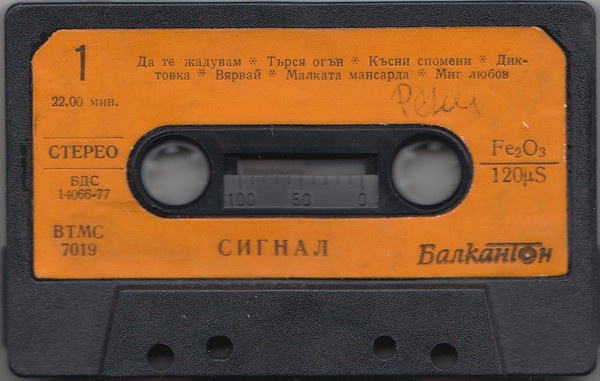 1
Да те жадувам * Търся огън * Късни спомени * Дик-
товка * Вярвай * Малката мансарда * Миг любов
22.00 мин.
Реки
СТЕРЕО
Fe₂O₃
БДС
14066-77
120μS
100 50 0
ВТМС
7019
СИГНАЛ
Балкантон